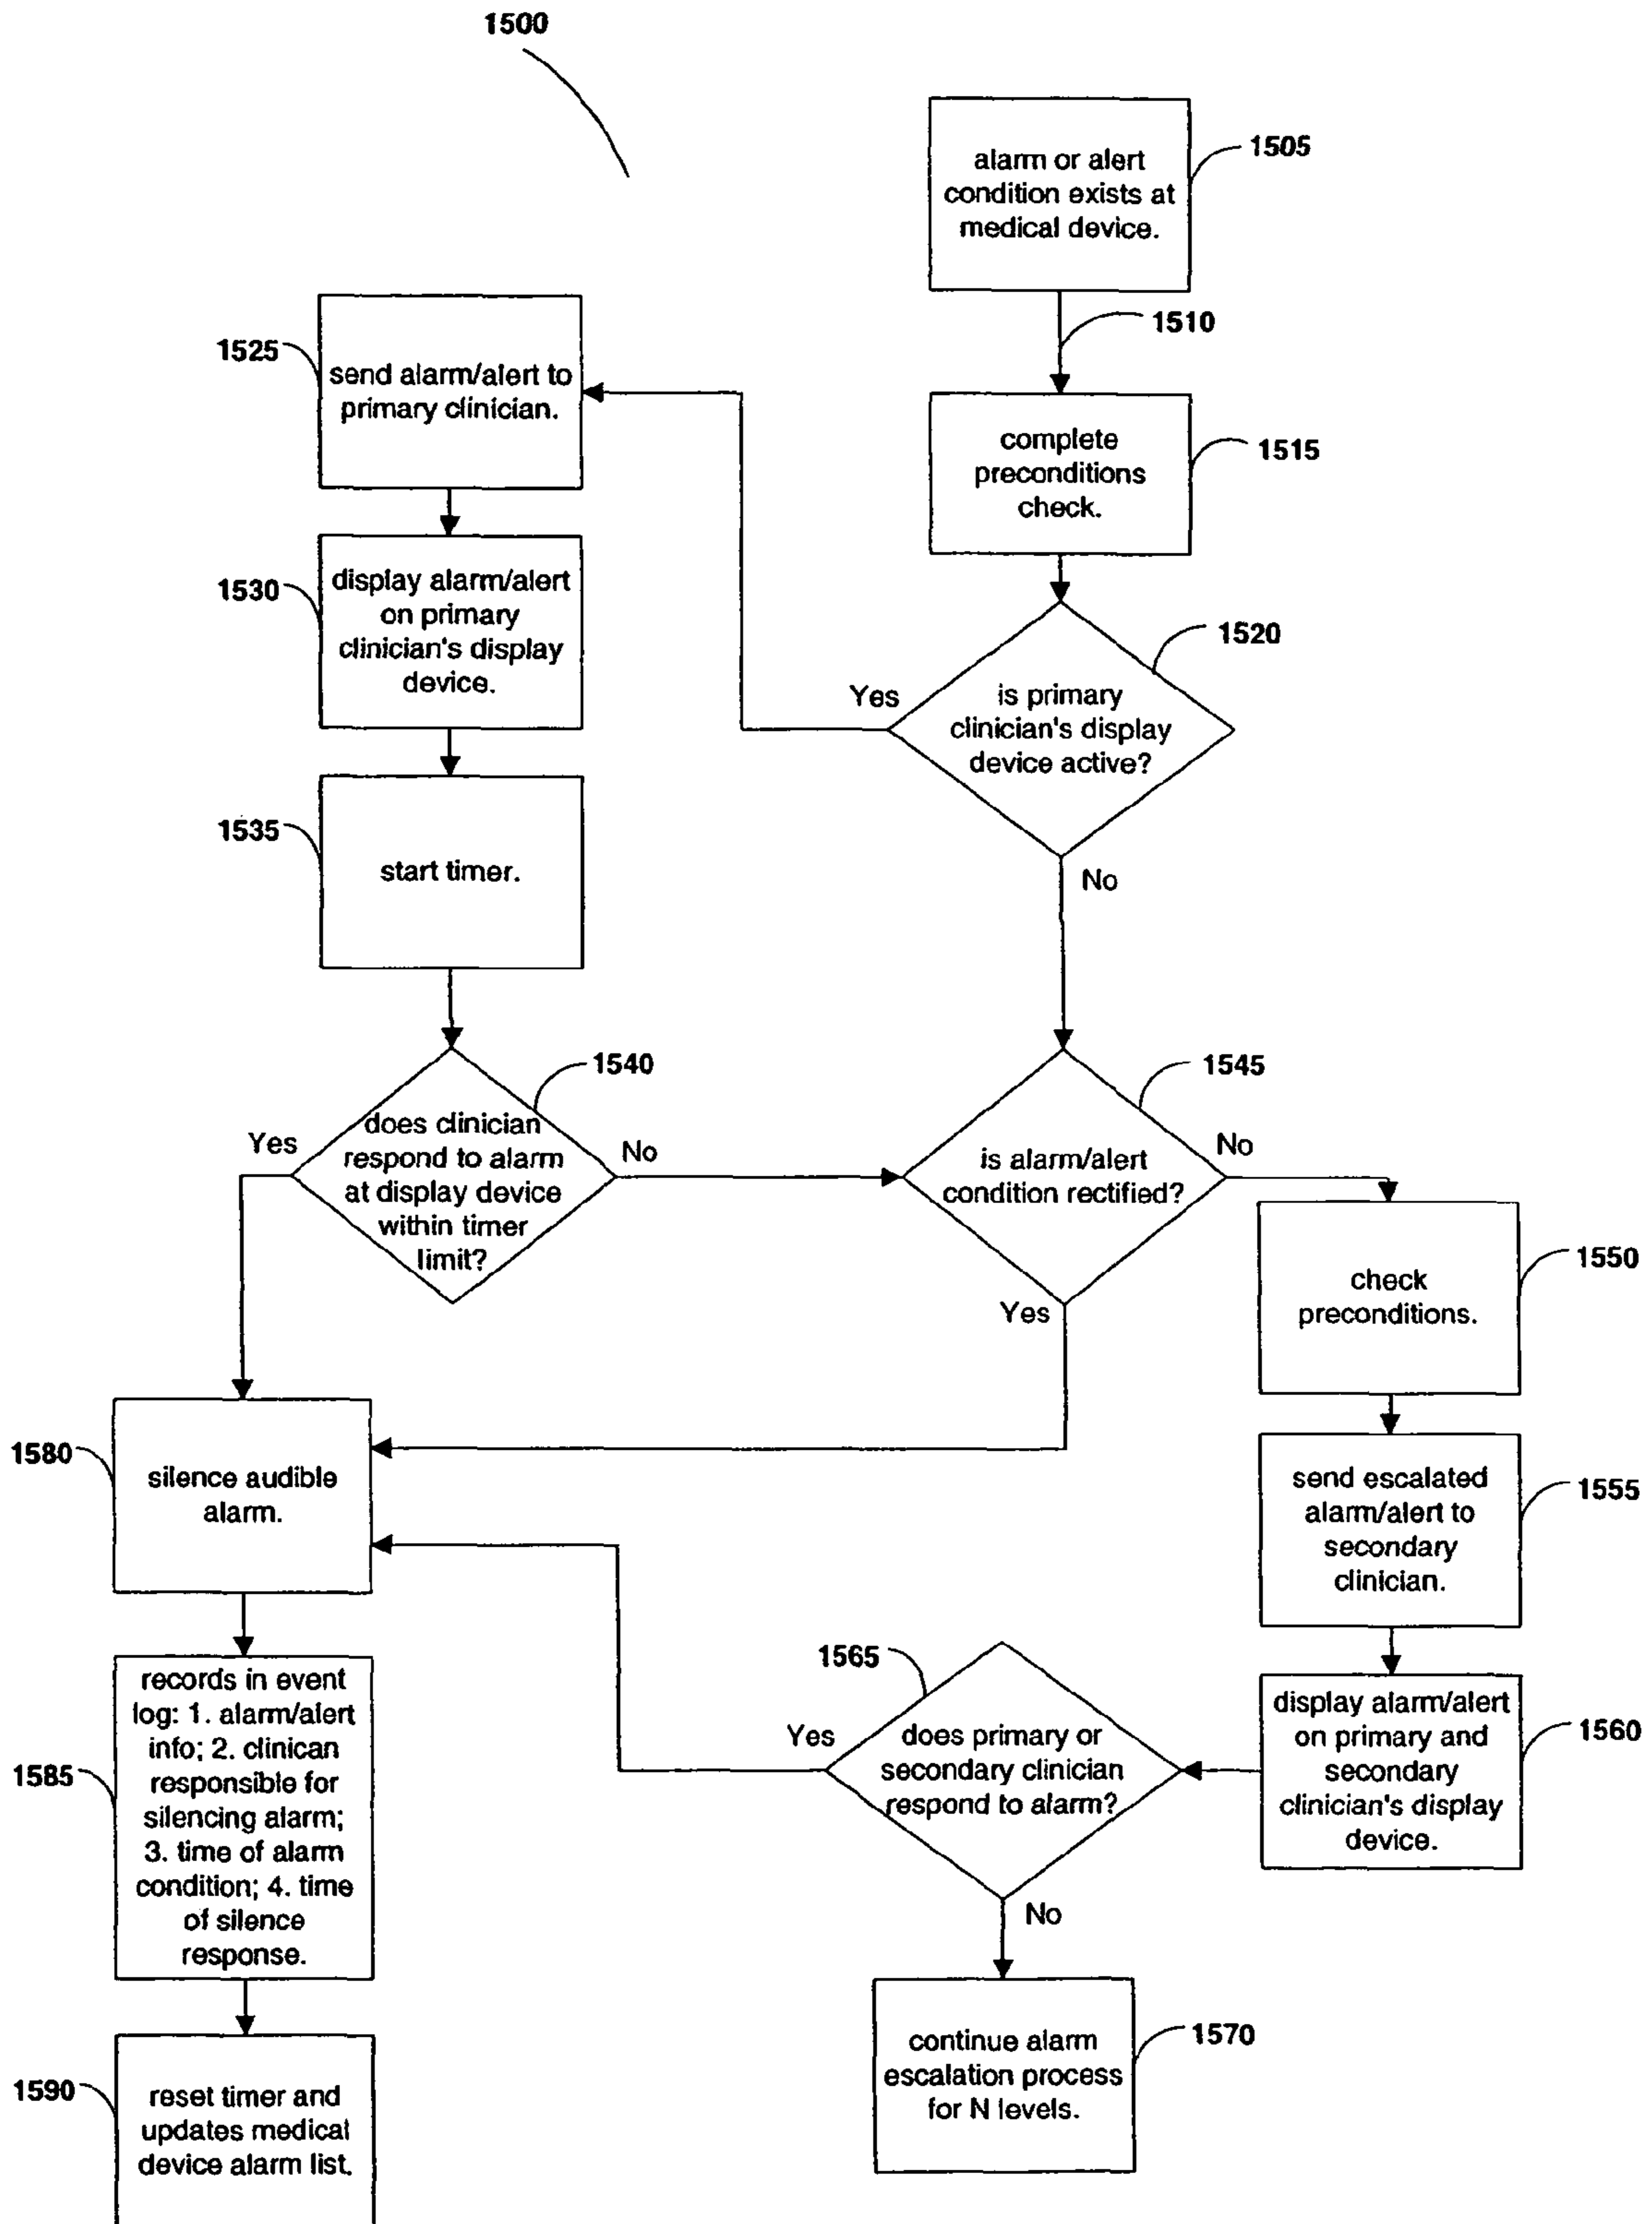 1500
alarm or alert
condition exists at
medical device.
1505
1510
complete
preconditions
check.
1515
is primary
clinician's display
device active?
1520
Yes
No
1525
send alarm/alert to
primary clinician.
1530
display alarm/alert
on primary
clinician's display
device.
1535
start timer.
1540
does clinician
respond to alarm
at display device
within timer
limit?
Yes
No
1545
is alarm/alert
condition rectified?
No
Yes
1550
check
preconditions.
1555
send escalated
alarm/alert to
secondary
clinician.
1560
display alarm/alert
on primary and
secondary
clinician's display
device.
1565
does primary or
secondary clinician
respond to alarm?
Yes
No
1570
continue alarm
escalation process
for N levels.
1580
silence audible
alarm.
1585
records in event
log: 1. alarm/alert
info; 2. clinican
responsible for
silencing alarm;
3. time of alarm
condition; 4. time
of silence
response.
1590
reset timer and
updates medical
device alarm list.